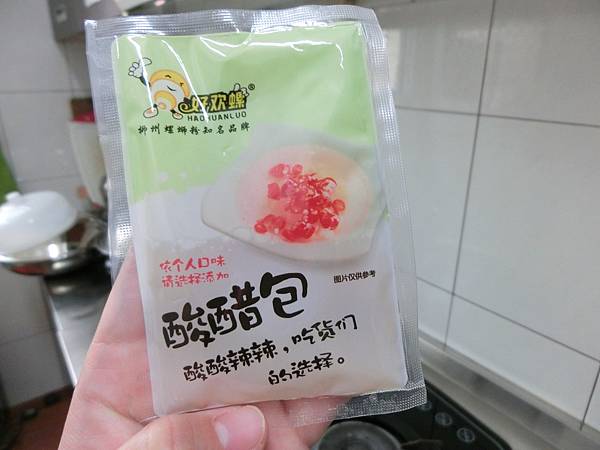 好欢螺®
HAOHUANLUO
柳州螺蛳粉知名品牌
依个人口味
请选择添加
图片仅供参考
酸醋包
酸酸辣辣，吃货们
的选择。